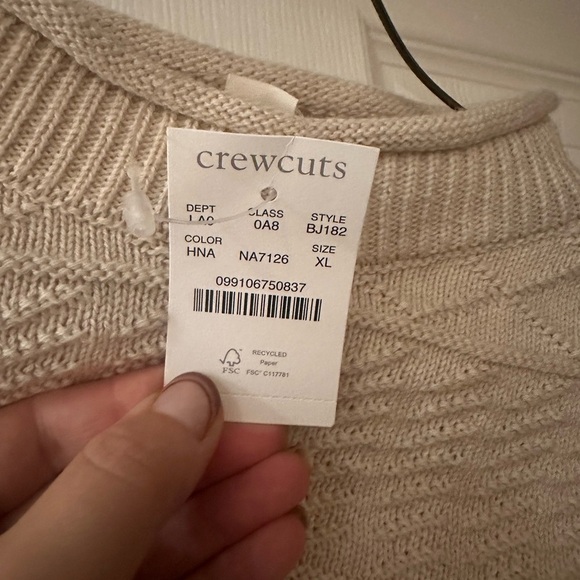 crewcuts
DEPT CLASS STYLE
0A8 BJ182
COLOR SIZE
HNA NA7126 XL
099106750837
RECYCLED
Paper
FSC FSC® C117781